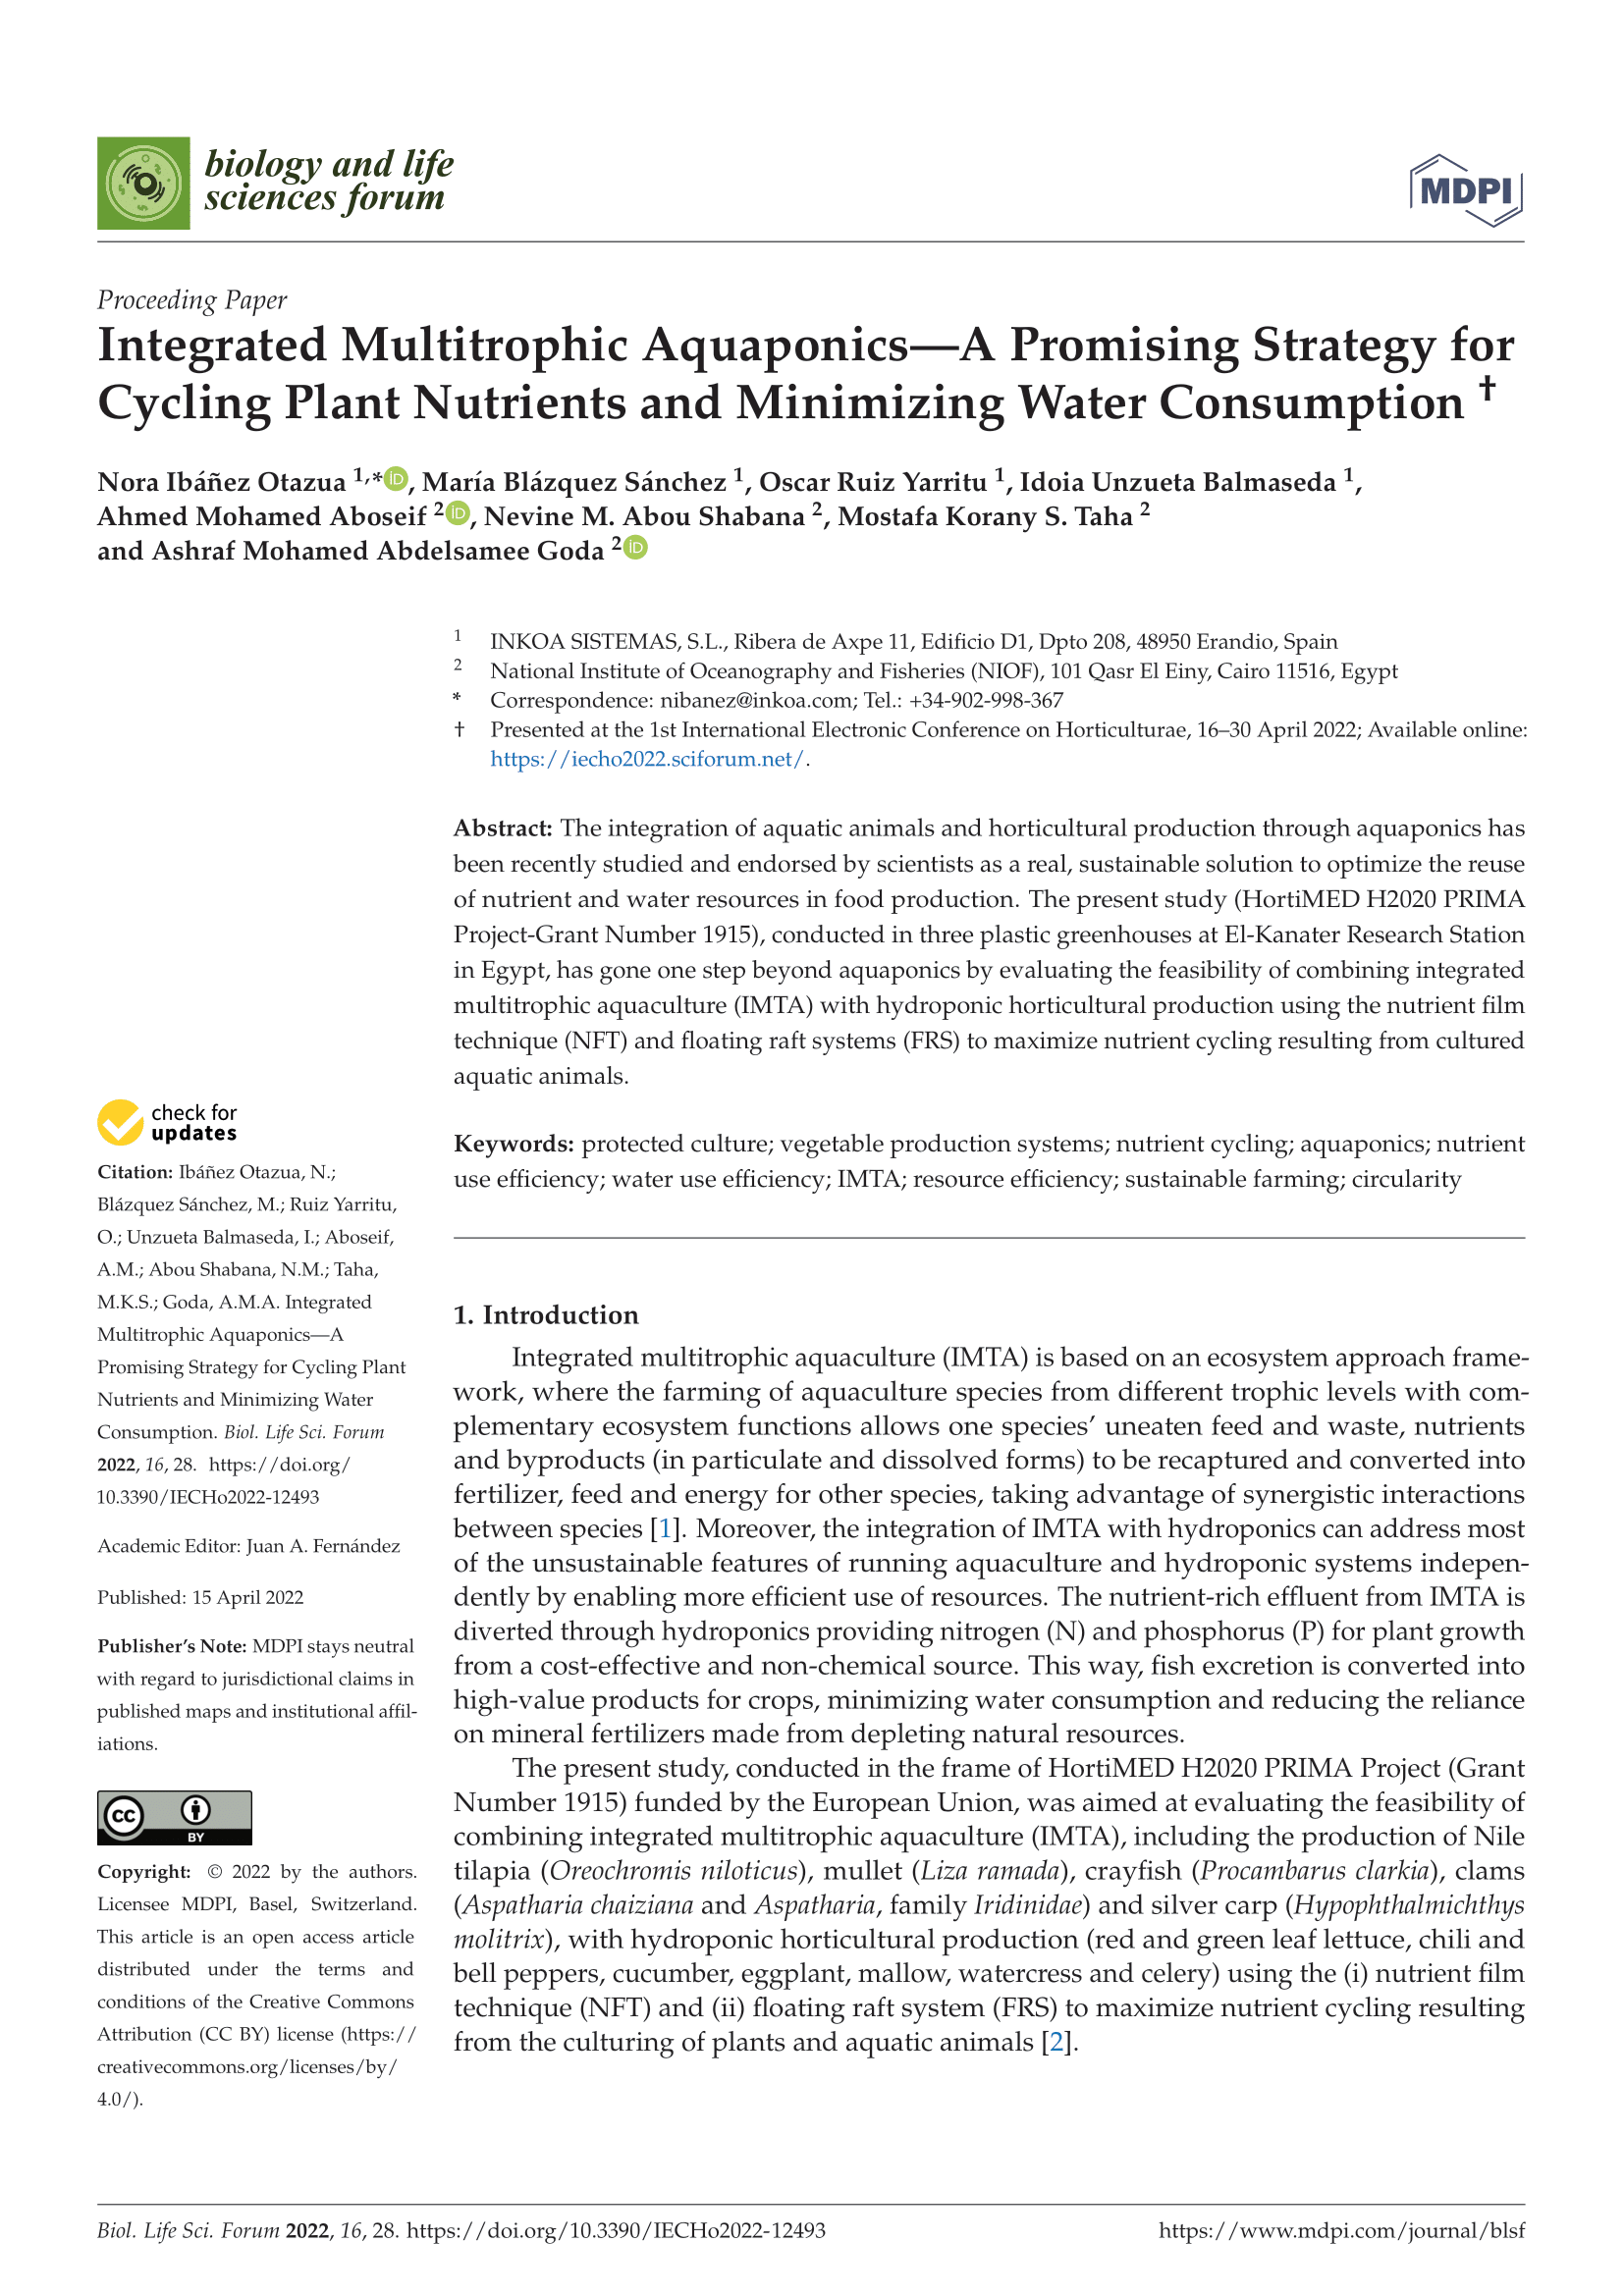 biology and life
sciences forum
MDPI
Proceeding Paper
Integrated Multitrophic Aquaponics—A Promising Strategy for
Cycling Plant Nutrients and Minimizing Water Consumption †
Nora Ibáñez Otazua 1,* iD, María Blázquez Sánchez 1, Oscar Ruiz Yarritu 1, Idoia Unzueta Balmaseda 1,
Ahmed Mohamed Aboseif 2 iD, Nevine M. Abou Shabana 2, Mostafa Korany S. Taha 2
and Ashraf Mohamed Abdelsamee Goda 2 iD
1 INKOA SISTEMAS, S.L., Ribera de Axpe 11, Edificio D1, Dpto 208, 48950 Erandio, Spain
2 National Institute of Oceanography and Fisheries (NIOF), 101 Qasr El Einy, Cairo 11516, Egypt
* Correspondence: nibanez@inkoa.com; Tel.: +34-902-998-367
† Presented at the 1st International Electronic Conference on Horticulturae, 16–30 April 2022; Available online:
https://iecho2022.sciforum.net/.
Abstract: The integration of aquatic animals and horticultural production through aquaponics has
been recently studied and endorsed by scientists as a real, sustainable solution to optimize the reuse
of nutrient and water resources in food production. The present study (HortiMED H2020 PRIMA
Project-Grant Number 1915), conducted in three plastic greenhouses at El-Kanater Research Station
in Egypt, has gone one step beyond aquaponics by evaluating the feasibility of combining integrated
multitrophic aquaculture (IMTA) with hydroponic horticultural production using the nutrient film
technique (NFT) and floating raft systems (FRS) to maximize nutrient cycling resulting from cultured
aquatic animals.
Keywords: protected culture; vegetable production systems; nutrient cycling; aquaponics; nutrient
use efficiency; water use efficiency; IMTA; resource efficiency; sustainable farming; circularity
check for
updates
Citation: Ibáñez Otazua, N.;
Blázquez Sánchez, M.; Ruiz Yarritu,
O.; Unzueta Balmaseda, I.; Aboseif,
A.M.; Abou Shabana, N.M.; Taha,
M.K.S.; Goda, A.M.A. Integrated
Multitrophic Aquaponics—A
Promising Strategy for Cycling Plant
Nutrients and Minimizing Water
Consumption. Biol. Life Sci. Forum
2022, 16, 28. https://doi.org/
10.3390/IECHo2022-12493
Academic Editor: Juan A. Fernández
Published: 15 April 2022
Publisher's Note: MDPI stays neutral
with regard to jurisdictional claims in
published maps and institutional affil-
iations.
cc BY
Copyright: © 2022 by the authors.
Licensee MDPI, Basel, Switzerland.
This article is an open access article
distributed under the terms and
conditions of the Creative Commons
Attribution (CC BY) license (https://
creativecommons.org/licenses/by/
4.0/).
1. Introduction
Integrated multitrophic aquaculture (IMTA) is based on an ecosystem approach frame-
work, where the farming of aquaculture species from different trophic levels with com-
plementary ecosystem functions allows one species' uneaten feed and waste, nutrients
and byproducts (in particulate and dissolved forms) to be recaptured and converted into
fertilizer, feed and energy for other species, taking advantage of synergistic interactions
between species [1]. Moreover, the integration of IMTA with hydroponics can address most
of the unsustainable features of running aquaculture and hydroponic systems indepen-
dently by enabling more efficient use of resources. The nutrient-rich effluent from IMTA is
diverted through hydroponics providing nitrogen (N) and phosphorus (P) for plant growth
from a cost-effective and non-chemical source. This way, fish excretion is converted into
high-value products for crops, minimizing water consumption and reducing the reliance
on mineral fertilizers made from depleting natural resources.
The present study, conducted in the frame of HortiMED H2020 PRIMA Project (Grant
Number 1915) funded by the European Union, was aimed at evaluating the feasibility of
combining integrated multitrophic aquaculture (IMTA), including the production of Nile
tilapia (Oreochromis niloticus), mullet (Liza ramada), crayfish (Procambarus clarkia), clams
(Aspatharia chaiziana and Aspatharia, family Iridinidae) and silver carp (Hypophthalmichthys
molitrix), with hydroponic horticultural production (red and green leaf lettuce, chili and
bell peppers, cucumber, eggplant, mallow, watercress and celery) using the (i) nutrient film
technique (NFT) and (ii) floating raft system (FRS) to maximize nutrient cycling resulting
from the culturing of plants and aquatic animals [2].
Biol. Life Sci. Forum 2022, 16, 28. https://doi.org/10.3390/IECHo2022-12493
https://www.mdpi.com/journal/blsf